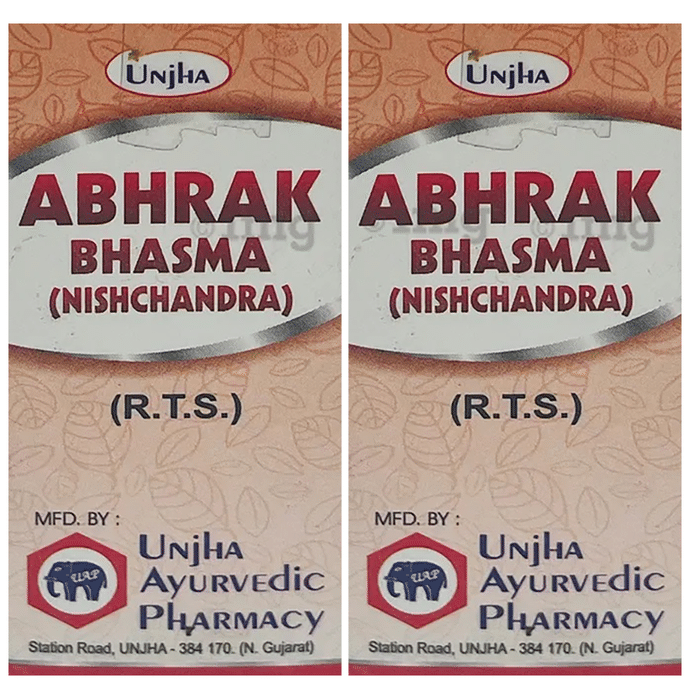 UNJHA
ABHRAK
BHASMA
(NISHCHANDRA)
(R.T.S.)
MFD. BY :
UAP
UNJHA
AYURVEDIC
PHARMACY
Station Road, UNJHA - 384 170. (N. Gujarat)
UNJHA
ABHRAK
BHASMA
(NISHCHANDRA)
(R.T.S.)
MFD. BY :
UAP
UNJHA
AYURVEDIC
PHARMACY
Station Road, UNJHA - 384 170. (N. Gujarat)